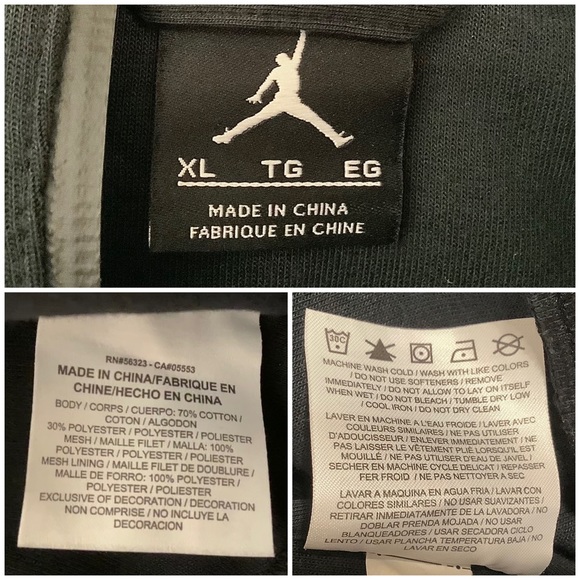 XL TG EG
MADE IN CHINA
FABRIQUE EN CHINE
RN#56323 - CA#05553
MADE IN CHINA/FABRIQUE EN
CHINE/HECHO EN CHINA
BODY / CORPS / CUERPO: 70% COTTON /
COTON / ALGODON
30% POLYESTER / POLYESTER / POLIESTER
MESH / MAILLE FILET / MALLA: 100%
POLYESTER / POLYESTER / POLIESTER
MESH LINING / MAILLE FILET DE DOUBLURE /
MALLE DE FORRO: 100% POLYESTER /
POLYESTER / POLIESTER
EXCLUSIVE OF DECORATION / DECORATION
NON COMPRISE / NO INCLUYE LA
DECORACION
30C
MACHINE WASH COLD / WASH WITH LIKE COLORS
/ DO NOT USE SOFTENERS / REMOVE
IMMEDIATELY / DO NOT ALLOW TO LAY ON ITSELF
WHEN WET / DO NOT BLEACH / TUMBLE DRY LOW
/ COOL IRON / DO NOT DRY CLEAN
LAVER EN MACHINE A L'EAU FROIDE / LAVER AVEC
COULEURS SIMILAIRES / NE PAS UTILISER
D'ADOUCISSEUR / ENLEVER IMMEDIATEMENT / NE
PAS LAISSER LE VÊTEMENT PLIÉ LORSQU'IL EST
MOUILLÉ / NE PAS UTILISER D'EAU DE JAVEL /
SECHER EN MACHINE CYCLE DELICAT / REPASSER
FER FROID / NE PAS NETTOYER A SEC
LAVAR A MAQUINA EN AGUA FRIA / LAVAR CON
COLORES SIMILARES / NO USAR SUAVIZANTES /
RETIRAR INMEDIATAMENTE DE LA LAVADORA / NO
DOBLAR PRENDA MOJADA / NO USAR
BLANQUEADORES / USAR SECADORA CICLO
LENTO / USAR PLANCHA TEMPERATURA BAJA / NO
LAVAR EN SECO